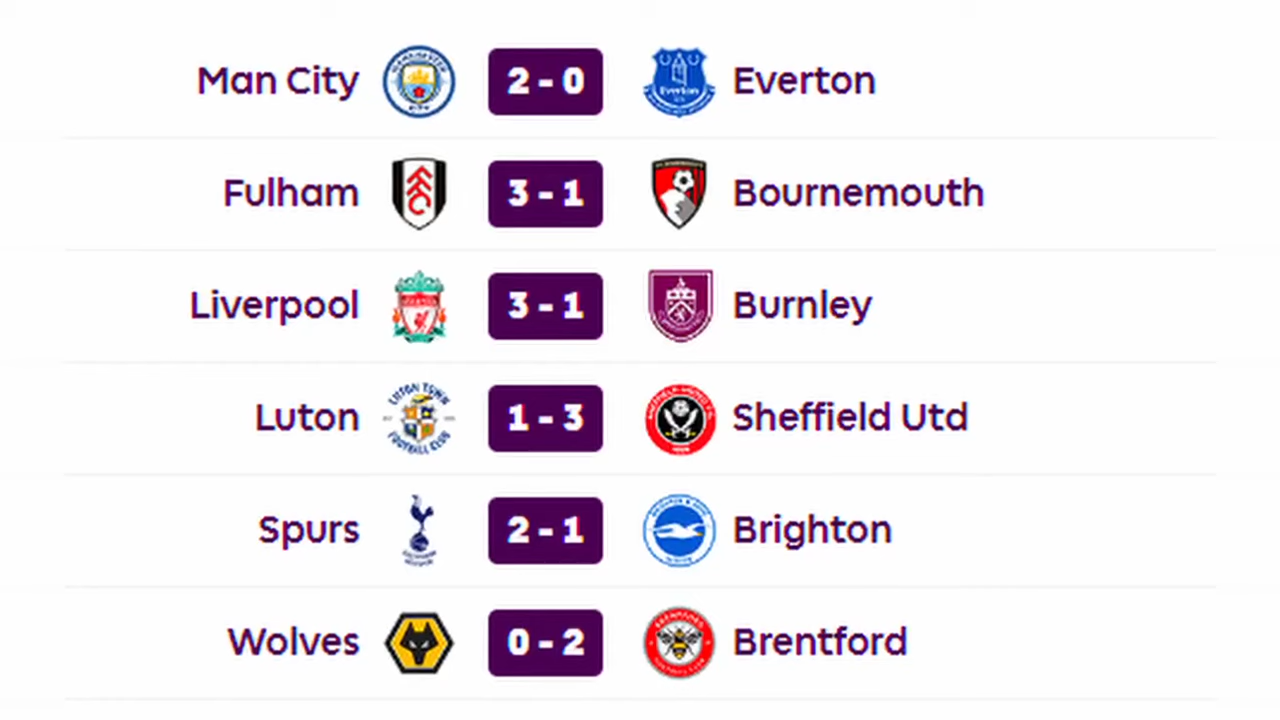 Man City 2 - 0 Everton
Fulham 3 - 1 Bournemouth
Liverpool 3 - 1 Burnley
Luton 1 - 3 Sheffield Utd
Spurs 2 - 1 Brighton
Wolves 0 - 2 Brentford